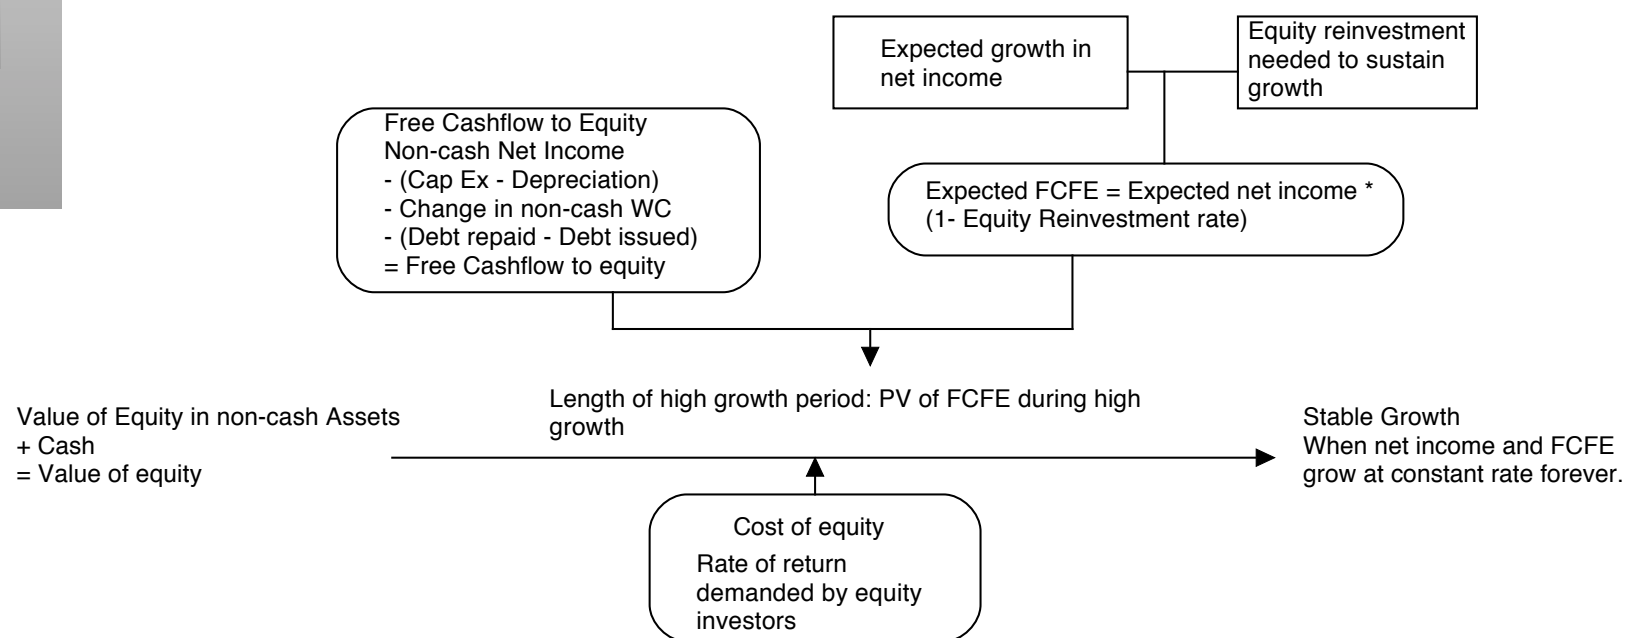 Expected growth in
net income
Equity reinvestment
needed to sustain
growth
Free Cashflow to Equity
Non-cash Net Income
- (Cap Ex - Depreciation)
- Change in non-cash WC
- (Debt repaid - Debt issued)
= Free Cashflow to equity
Expected FCFE = Expected net income *
(1- Equity Reinvestment rate)
Value of Equity in non-cash Assets
+ Cash
= Value of equity
Length of high growth period: PV of FCFE during high
growth
Stable Growth
When net income and FCFE
grow at constant rate forever.
Cost of equity
Rate of return
demanded by equity
investors